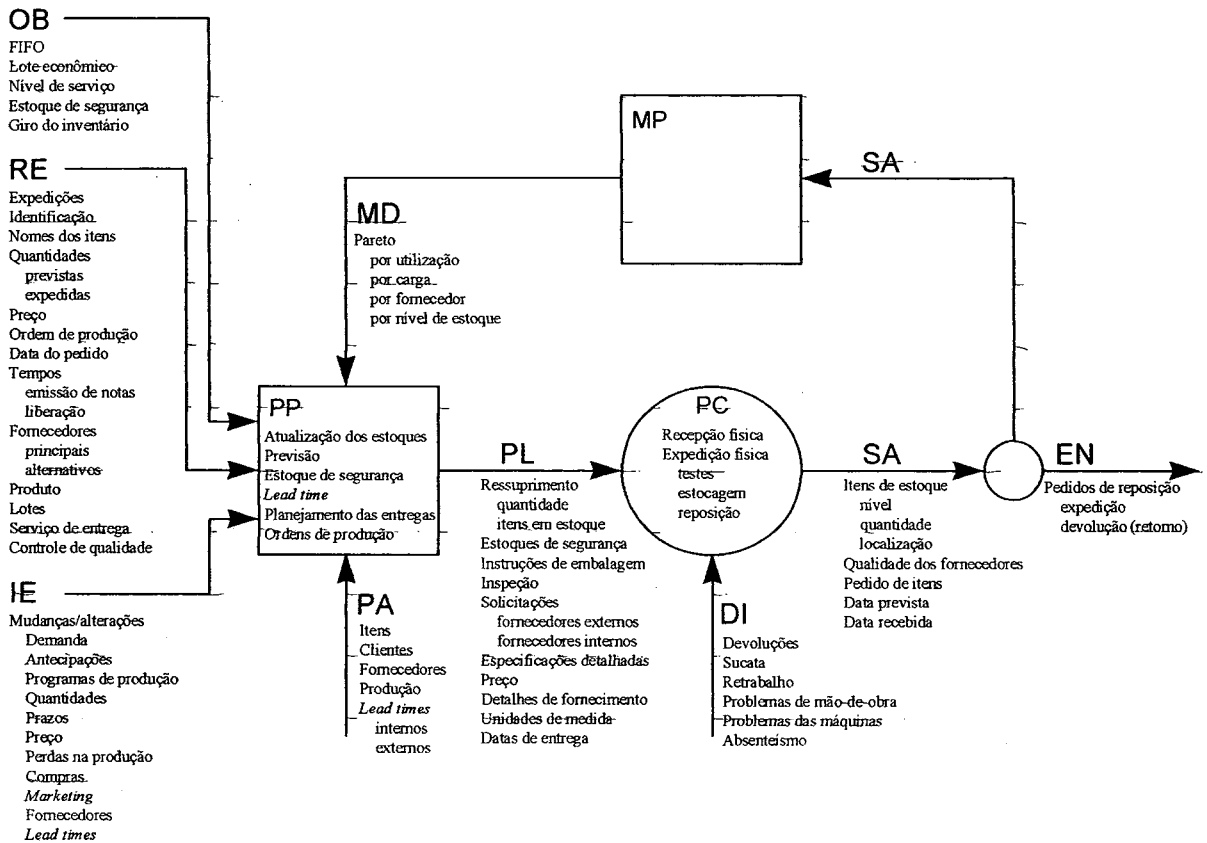 OB
FIFO
Lote econômico
Nível de serviço
Estoque de segurança
Giro do inventário
RE
Expedições
Identificação
Nomes dos itens
Quantidades
previstas
expedidas
Preço
Ordem de produção
Data do pedido
Tempos
emissão de notas
liberação
Fornecedores
principais
alternativos
Produto
Lotes
Serviço de entrega
Controle de qualidade
IE
Mudanças/alterações
Demanda
Antecipações
Programas de produção
Quantidades
Prazos
Preço
Perdas na produção
Compras
Marketing
Fornecedores
Lead times
MP
SA
MD
Pareto
por utilização
por carga
por fornecedor
por nível de estoque
PP
Atualização dos estoques
Previsão
Estoque de segurança
Lead time
Planejamento das entregas
Ordens de produção
PA
Itens
Clientes
Fornecedores
Produção
Lead times
internos
externos
PL
Ressuprimento
quantidade
itens em estoque
Estoques de segurança
Instruções de embalagem
Inspeção
Solicitações
fornecedores externos
fornecedores internos
Especificações detalhadas
Preço
Detalhes de fornecimento
Unidades de medida
Datas de entrega
PC
Recepção fisica
Expedição fisica
testes
estocagem
reposição
DI
Devoluções
Sucata
Retrabalho
Problemas de mão-de-obra
Problemas das máquinas
Absenteísmo
SA
Itens de estoque
nível
quantidade
localização
Qualidade dos fornecedores
Pedido de itens
Data prevista
Data recebida
EN
Pedidos de reposição
expedição
devolução (retorno)